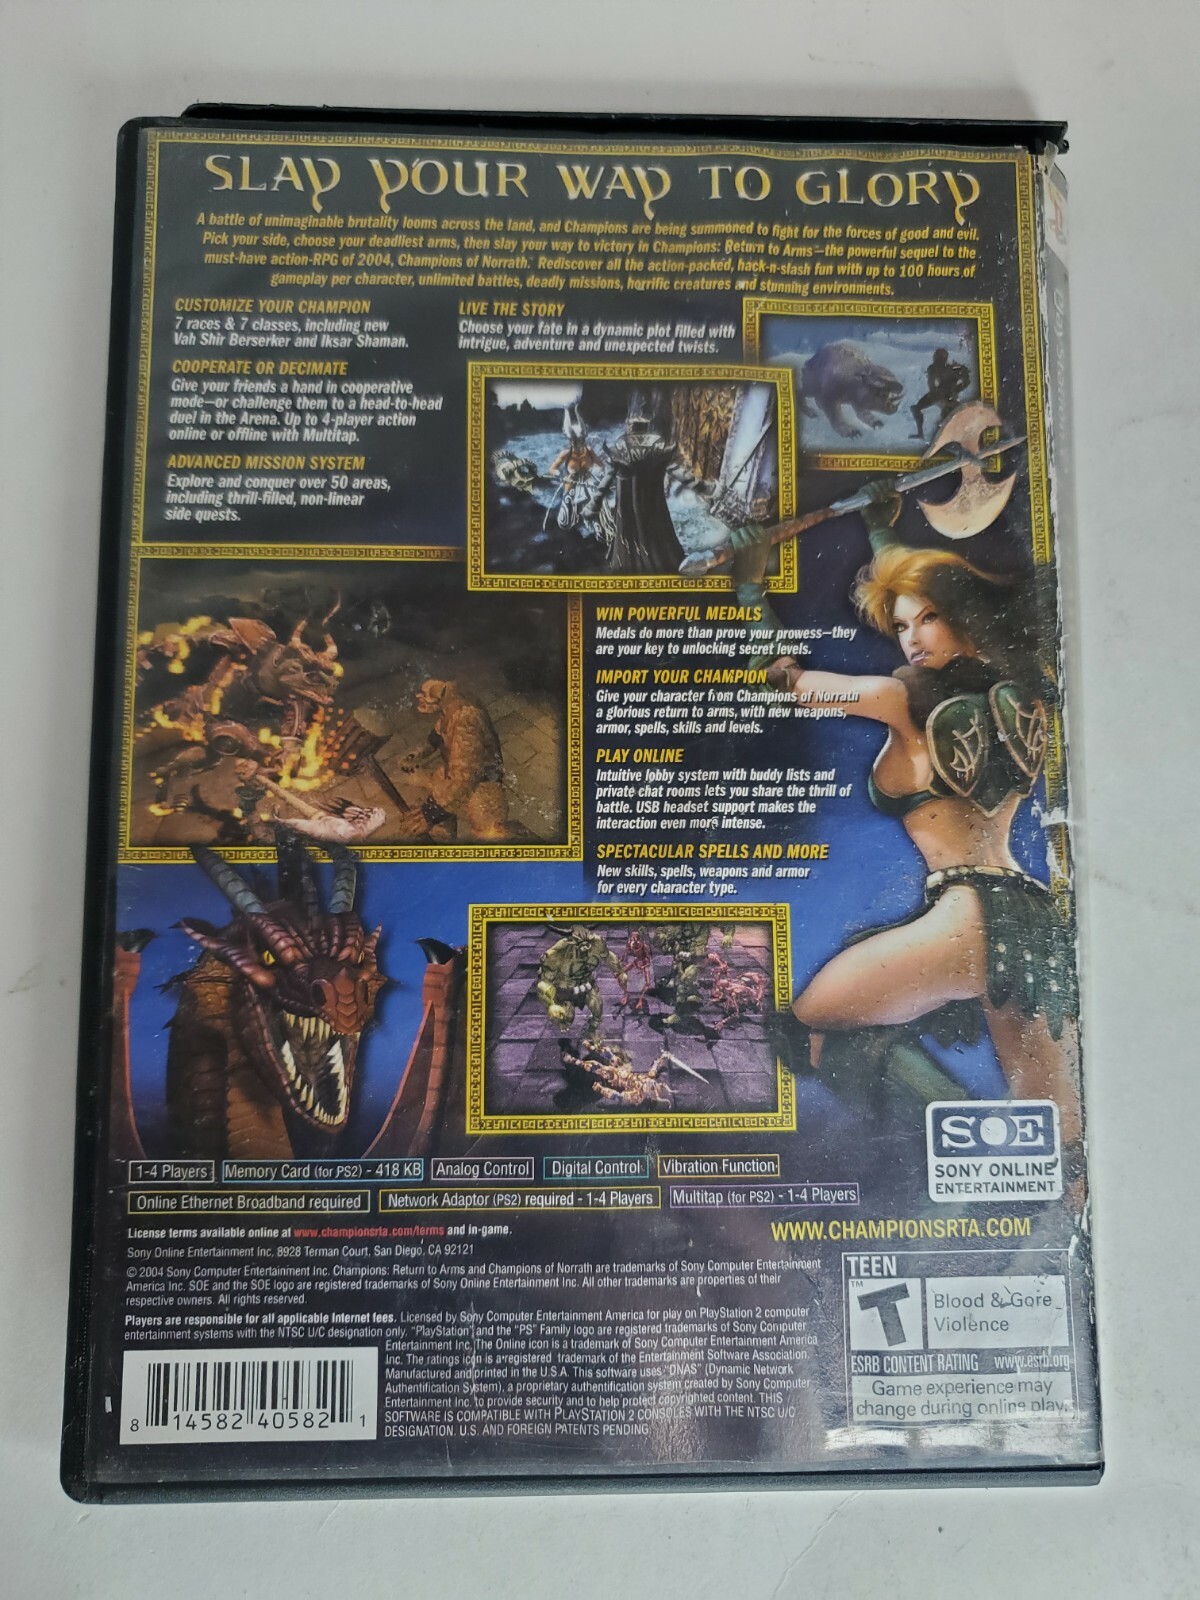 SLAY YOUR WAY TO GLORY
A battle of unimaginable brutality looms across the land, and Champions are being summoned to fight for the forces of good and evil.
Pick your side, choose your deadliest arms, then slay your way to victory in Champions: Return to Arms—the powerful sequel to the
must-have action-RPG of 2004, Champions of Norrath. Rediscover all the action-packed, hack-n-slash fun with up to 100 hours of
gameplay per character, unlimited battles, deadly missions, horrific creatures and stunning environments.
CUSTOMIZE YOUR CHAMPION
7 races & 7 classes, including new
Vah Shir Berserker and Iksar Shaman.
COOPERATE OR DECIMATE
Give your friends a hand in cooperative
mode—or challenge them to a head-to-head
duel in the Arena. Up to 4-player action
online or offline with Multitap.
ADVANCED MISSION SYSTEM
Explore and conquer over 50 areas,
including thrill-filled, non-linear
side quests.
LIVE THE STORY
Choose your fate in a dynamic plot filled with
intrigue, adventure and unexpected twists.
WIN POWERFUL MEDALS
Medals do more than prove your prowess—they
are your key to unlocking secret levels.
IMPORT YOUR CHAMPION
Give your character from Champions of Norrath
a glorious return to arms, with new weapons,
armor, spells, skills and levels.
PLAY ONLINE
Intuitive lobby system with buddy lists and
private chat rooms lets you share the thrill of
battle. USB headset support makes the
interaction even more intense.
SPECTACULAR SPELLS AND MORE
New skills, spells, weapons and armor
for every character type.
SOE
SONY ONLINE
ENTERTAINMENT
1-4 Players Memory Card (for PS2) - 418 KB Analog Control Digital Control Vibration Function
Online Ethernet Broadband required Network Adaptor (PS2) required - 1-4 Players Multitap (for PS2) - 1-4 Players
License terms available online at www.championsrta.com/terms and in-game.
WWW.CHAMPIONSRTA.COM
Sony Online Entertainment Inc. 8928 Terman Court, San Diego, CA 92121
© 2004 Sony Computer Entertainment Inc. Champions: Return to Arms and Champions of Norrath are trademarks of Sony Computer Entertainment
America Inc. SOE and the SOE logo are registered trademarks of Sony Online Entertainment Inc. All other trademarks are properties of their
respective owners. All rights reserved.
Players are responsible for all applicable Internet fees. Licensed by Sony Computer Entertainment America for play on PlayStation 2 computer
entertainment systems with the NTSC U/C designation only. "PlayStation" and the "PS" Family logo are registered trademarks of Sony Computer
Entertainment Inc. The Online icon is a trademark of Sony Computer Entertainment America
Inc. The ratings icon is a registered trademark of the Entertainment Software Association.
Manufactured and printed in the U.S.A. This software uses "DNAS" (Dynamic Network
Authentification System), a proprietary authentification system created by Sony Computer
Entertainment Inc. to provide security and to help protect copyrighted content. THIS
SOFTWARE IS COMPATIBLE WITH PLAYSTATION 2 CONSOLES WITH THE NTSC U/C
DESIGNATION. U.S. AND FOREIGN PATENTS PENDING.
8 14582 40582 1
TEEN
T
TM
Blood & Gore
Violence
ESRB CONTENT RATING www.esrb.org
Game experience may
change during online play.